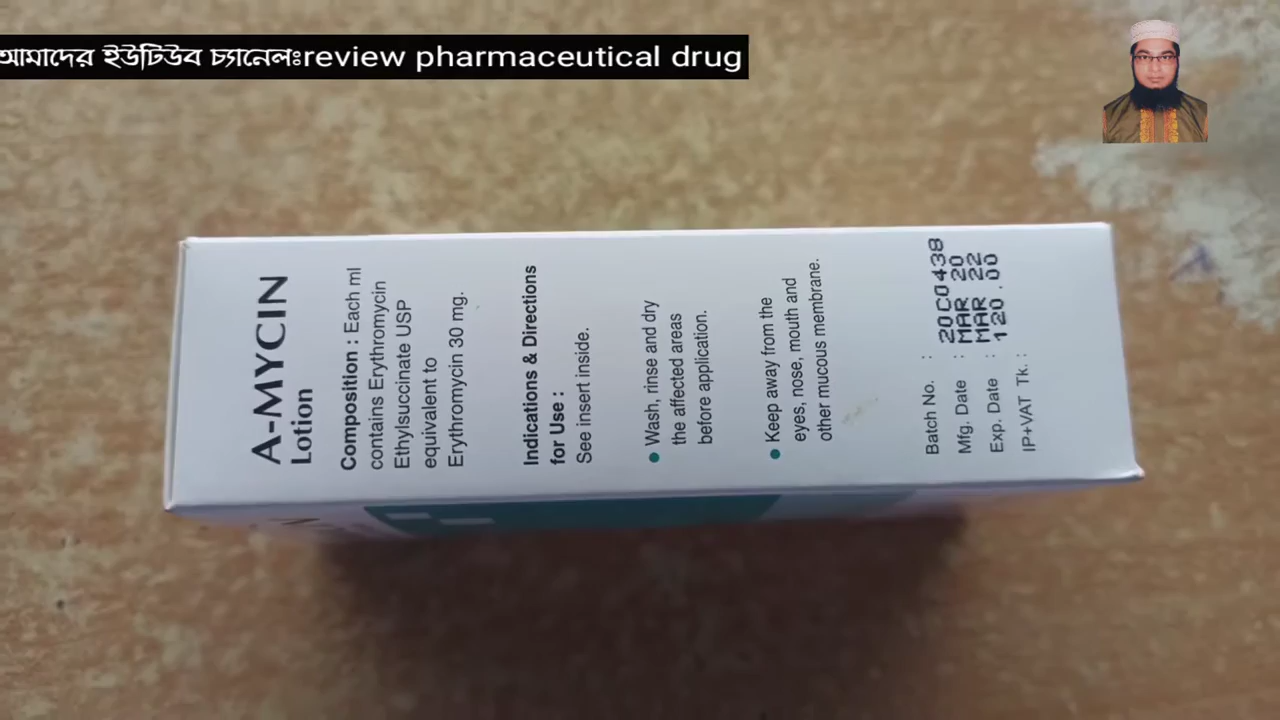 আমাদের ইউটিউব চ্যানেলঃreview pharmaceutical drug
A-MYCIN
Lotion
Composition : Each ml
contains Erythromycin
Ethylsuccinate USP
equivalent to
Erythromycin 30 mg.
Indications & Directions
for Use :
See insert inside.
• Wash, rinse and dry
the affected areas
before application.
• Keep away from the
eyes, nose, mouth and
other mucous membrane.
Batch No. : 20C0438
Mfg. Date : MAR 20
Exp. Date : MAR 22
IP+VAT Tk. : 120.00